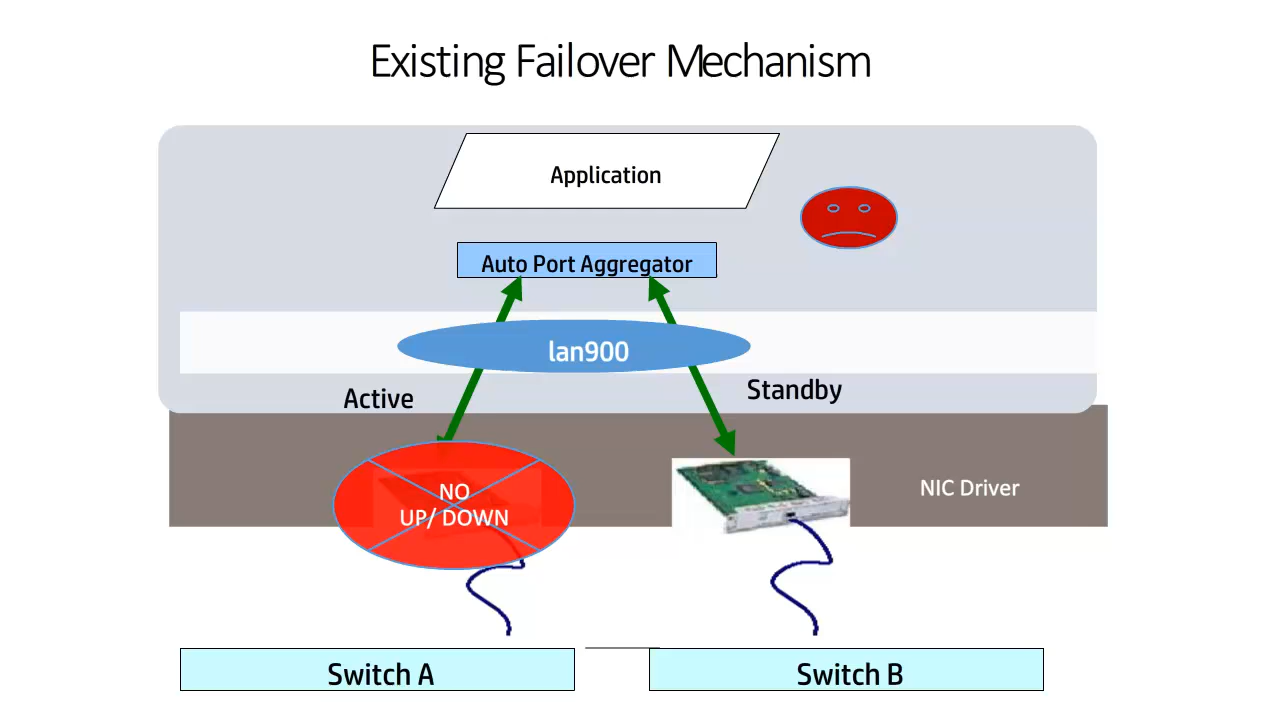 Existing Failover Mechanism
Application
Auto Port Aggregator
lan900
Active
Standby
NO
UP/ DOWN
NIC Driver
Switch A
Switch B